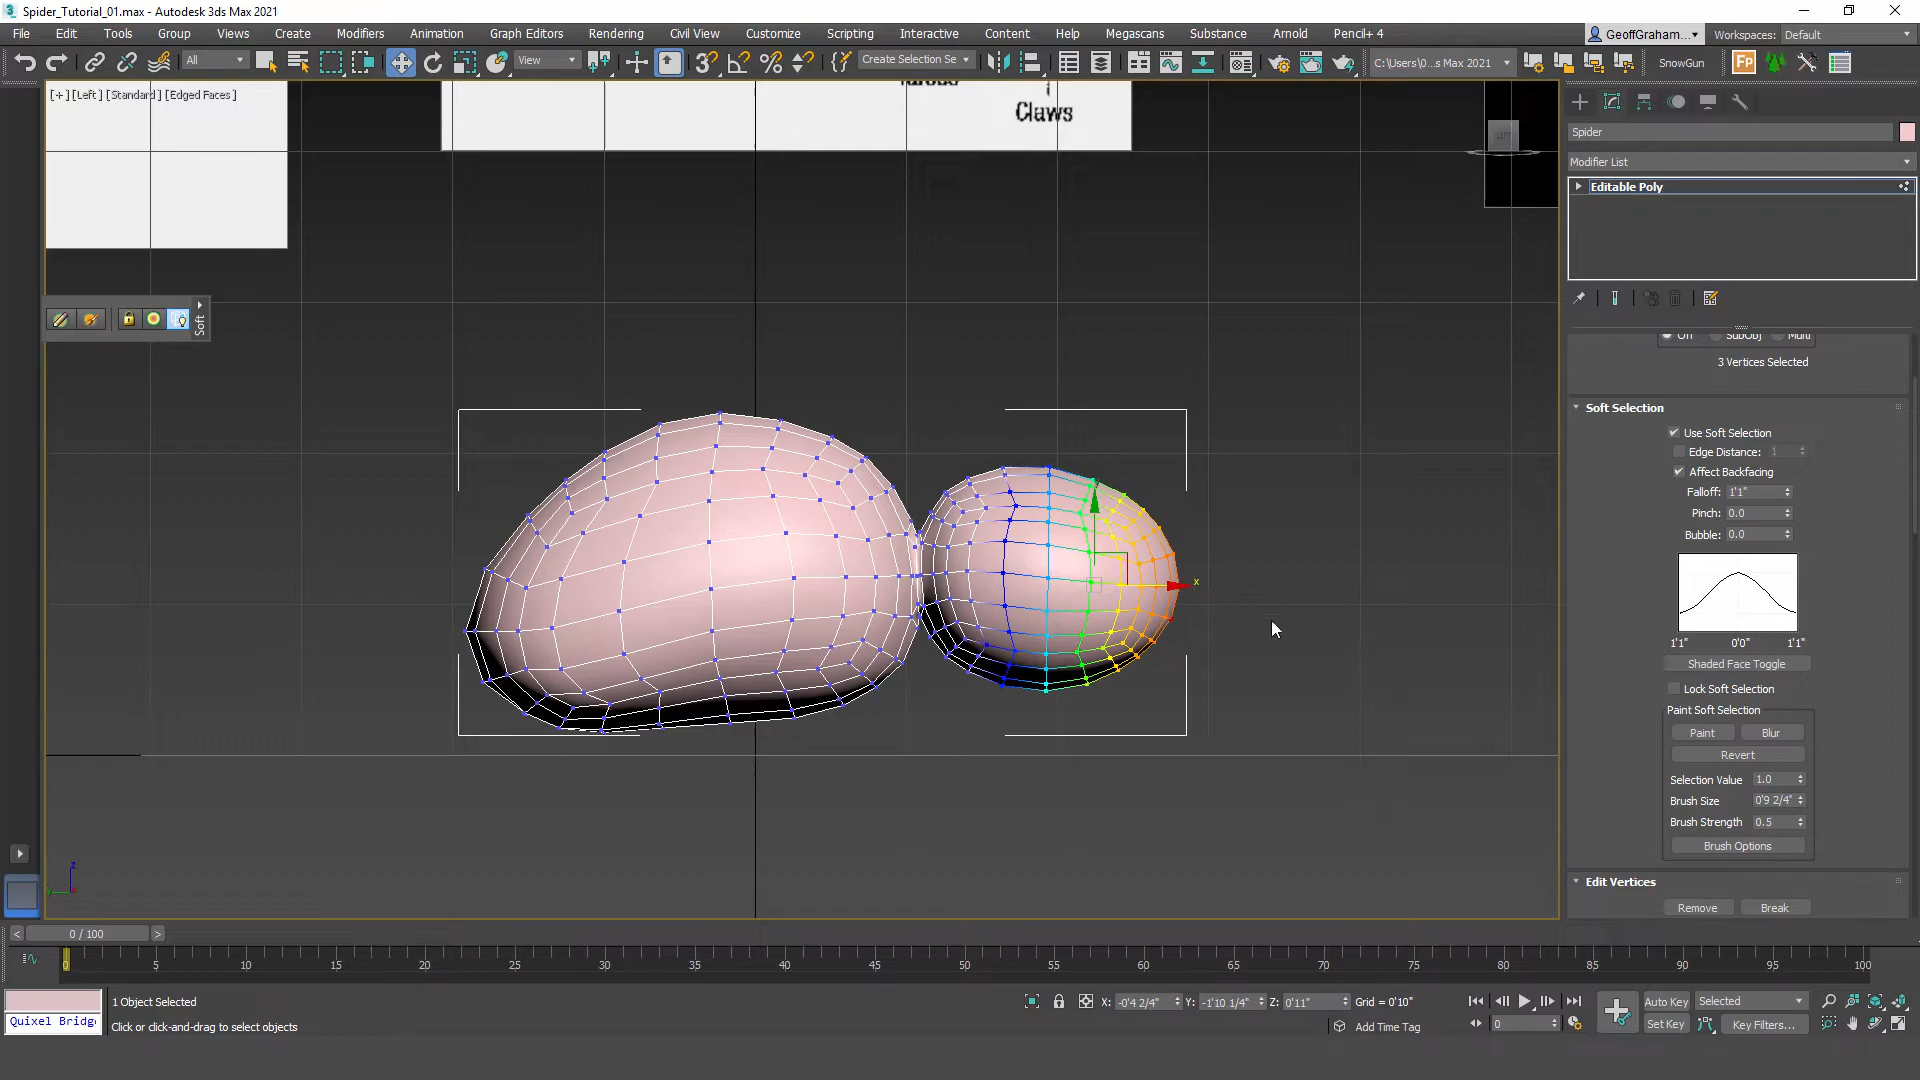 Spider_Tutorial_01.max - Autodesk 3ds Max 2021
File Edit Tools Group Views Create Modifiers Animation Graph Editors Rendering Civil View Customize Scripting Interactive Content Help Megascans Substance Arnold Pencil+ 4 GeoffGraham... Workspaces: Default
All View Create Selection Se C:\Users\0...s Max 2021 SnowGun
[+] [Left] [Standard] [Edged Faces]
Claws
Spider
Modifier List
Editable Poly
Soft
Off SubObj Multi
3 Vertices Selected
Soft Selection
Use Soft Selection
Edge Distance: 1
Affect Backfacing
Falloff: 1'1"
Pinch: 0.0
Bubble: 0.0
x
1'1" 0'0" 1'1"
Shaded Face Toggle
Lock Soft Selection
Paint Soft Selection
Paint Blur
Revert
Selection Value 1.0
Brush Size 0'9 2/4"
Brush Strength 0.5
Brush Options
Edit Vertices
Remove Break
z
y x
0 / 100
0 5 10 15 20 25 30 35 40 45 50 55 60 65 70 75 80 85 90 95 100
1 Object Selected X: -0'4 2/4" Y: -1'10 1/4" Z: 0'11" Grid = 0'10" Auto Key Selected
Quixel Bridg Click or click-and-drag to select objects Add Time Tag 0 Set Key Key Filters...